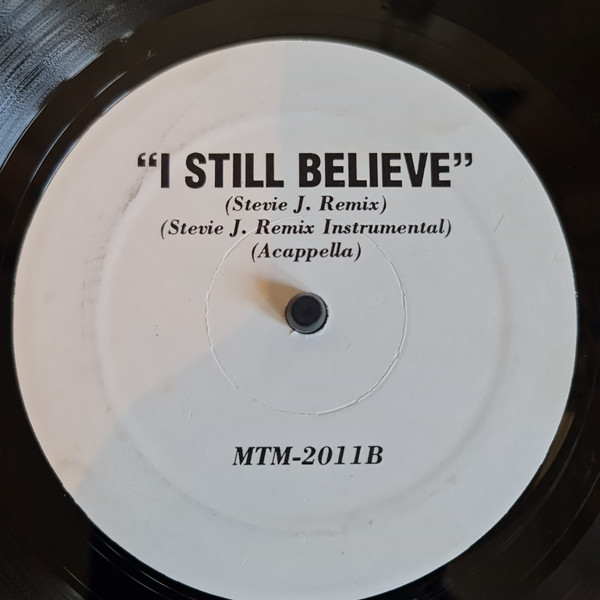 “I STILL BELIEVE”
(Stevie J. Remix)
(Stevie J. Remix Instrumental)
(Acappella)
MTM-2011B